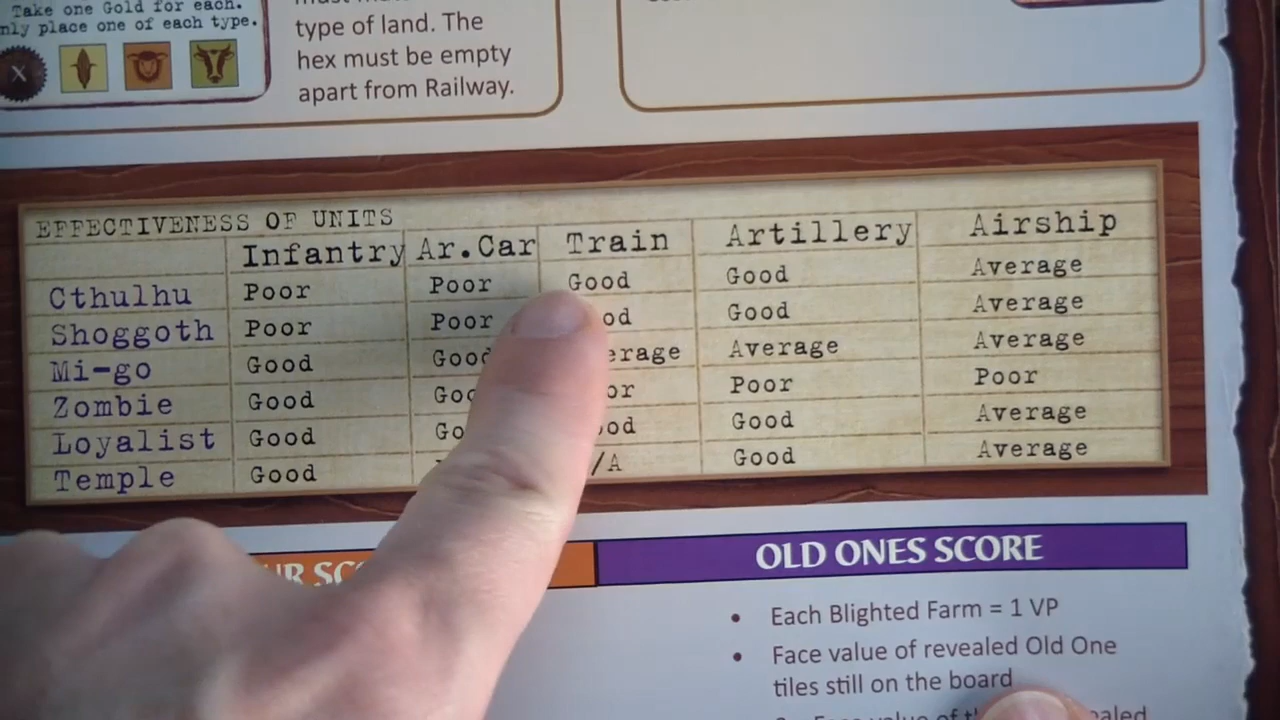 Take one Gold for each.
only place one of each type.
X
type of land. The
hex must be empty
apart from Railway.
EFFECTIVENESS OF UNITS
Infantry Ar.Car Train Artillery Airship
Cthulhu Poor Poor Good Good Average
Shoggoth Poor Poor Good Average
Mi-go Good Good Average Average
Zombie Good Poor Poor
Loyalist Good Good Average
Temple Good Good Average
OLD ONES SCORE
• Each Blighted Farm = 1 VP
• Face value of revealed Old One
tiles still on the board